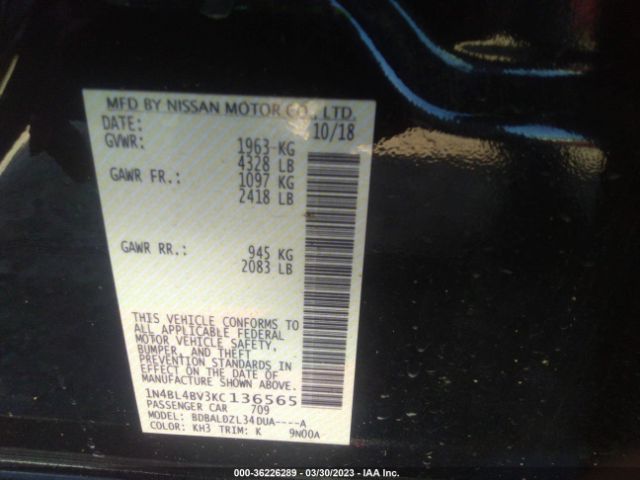 MFD BY NISSAN MOTOR CO., LTD.
DATE: 10/18
GVWR: 1963 KG
4328 LB
GAWR FR.: 1097 KG
2418 LB
GAWR RR.: 945 KG
2083 LB
THIS VEHICLE CONFORMS TO
ALL APPLICABLE FEDERAL
MOTOR VEHICLE SAFETY,
BUMPER, AND THEFT
PREVENTION STANDARDS IN
EFFECT ON THE DATE OF
MANUFACTURE SHOWN ABOVE.
1N4BL4BV3KC136565
PASSENGER CAR 709
MODEL: BDBALDZL34DUA----A
COLOR: KH3 TRIM: K 9N00A
000-36226289 - 03/30/2023 - IAA Inc.